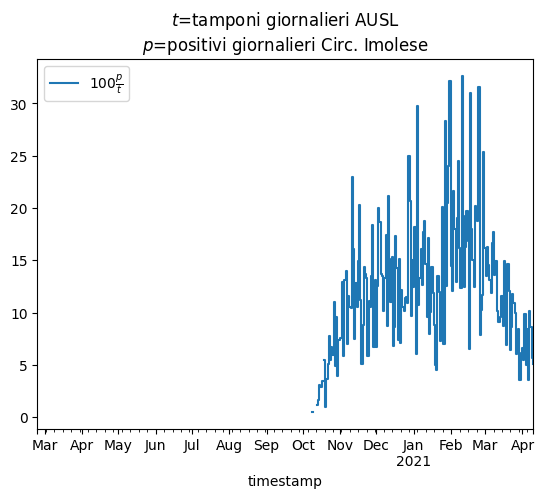 t=tamponi giornalieri AUSL
p=positivi giornalieri Circ. Imolese
100p/t
30
25
20
15
10
5
0
Mar Apr May Jun Jul Aug Sep Oct Nov Dec Jan Feb Mar Apr
2021
timestamp